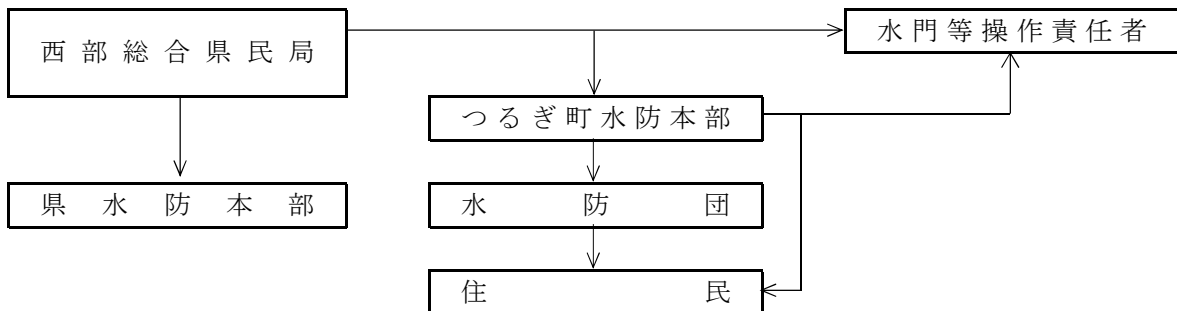 西部総合県民局
水門等操作責任者
つるぎ町水防本部
県水防本部
水防団
住民